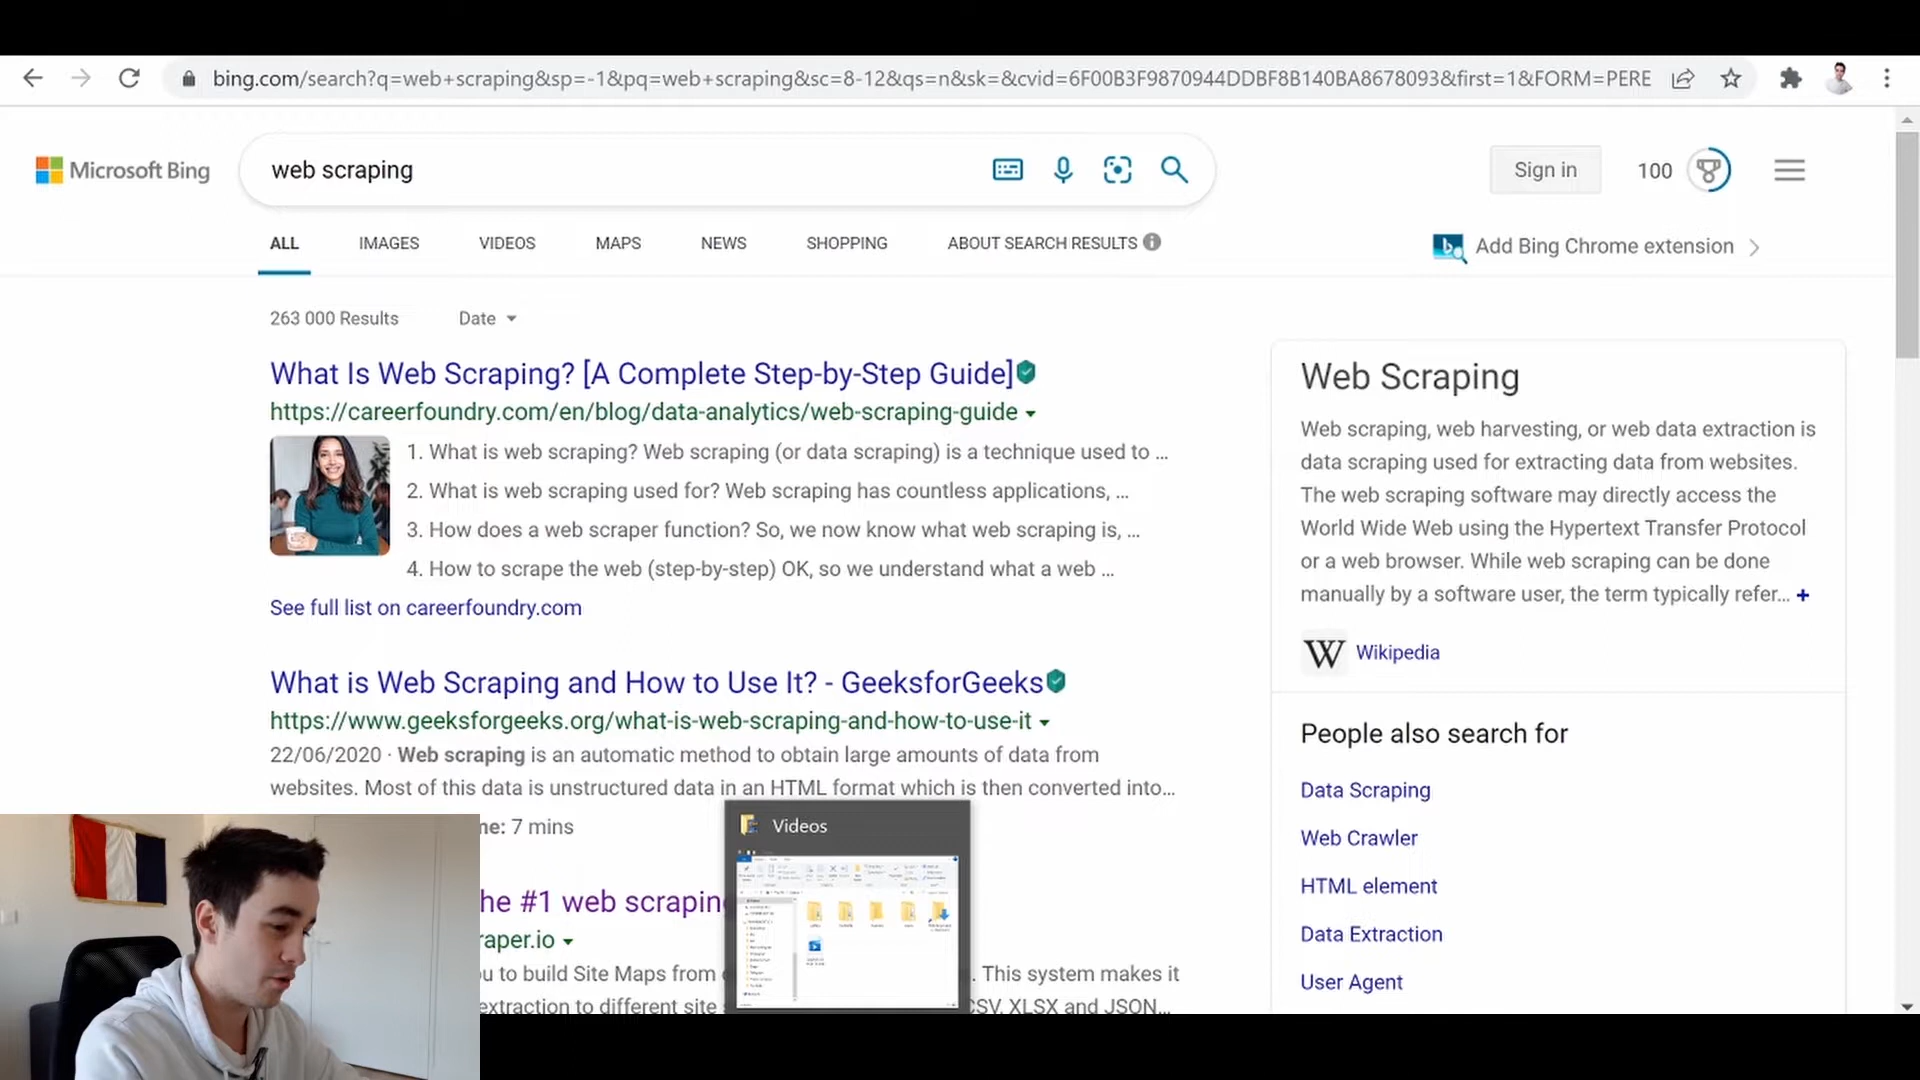 bing.com/search?q=web+scraping&sp=-1&pq=web+scraping&sc=8-12&qs=n&sk=&cvid=6F00B3F9870944DDBF8B140BA8678093&first=1&FORM=PERE
Microsoft Bing
web scraping
Sign in
100
ALL
IMAGES
VIDEOS
MAPS
NEWS
SHOPPING
ABOUT SEARCH RESULTS
Add Bing Chrome extension
263 000 Results
Date
What Is Web Scraping? [A Complete Step-by-Step Guide]
https://careerfoundry.com/en/blog/data-analytics/web-scraping-guide
1. What is web scraping? Web scraping (or data scraping) is a technique used to ...
2. What is web scraping used for? Web scraping has countless applications, ...
3. How does a web scraper function? So, we now know what web scraping is, ...
4. How to scrape the web (step-by-step) OK, so we understand what a web ...
See full list on careerfoundry.com
What is Web Scraping and How to Use It? - GeeksforGeeks
https://www.geeksforgeeks.org/what-is-web-scraping-and-how-to-use-it
22/06/2020 · Web scraping is an automatic method to obtain large amounts of data from
websites. Most of this data is unstructured data in an HTML format which is then converted into...
me: 7 mins
he #1 web scraping
raper.io
ou to build Site Maps from
. This system makes it
extraction to different site
CSV, XLSX and JSON...
Videos
Web Scraping
Web scraping, web harvesting, or web data extraction is
data scraping used for extracting data from websites.
The web scraping software may directly access the
World Wide Web using the Hypertext Transfer Protocol
or a web browser. While web scraping can be done
manually by a software user, the term typically refer... +
W Wikipedia
People also search for
Data Scraping
Web Crawler
HTML element
Data Extraction
User Agent